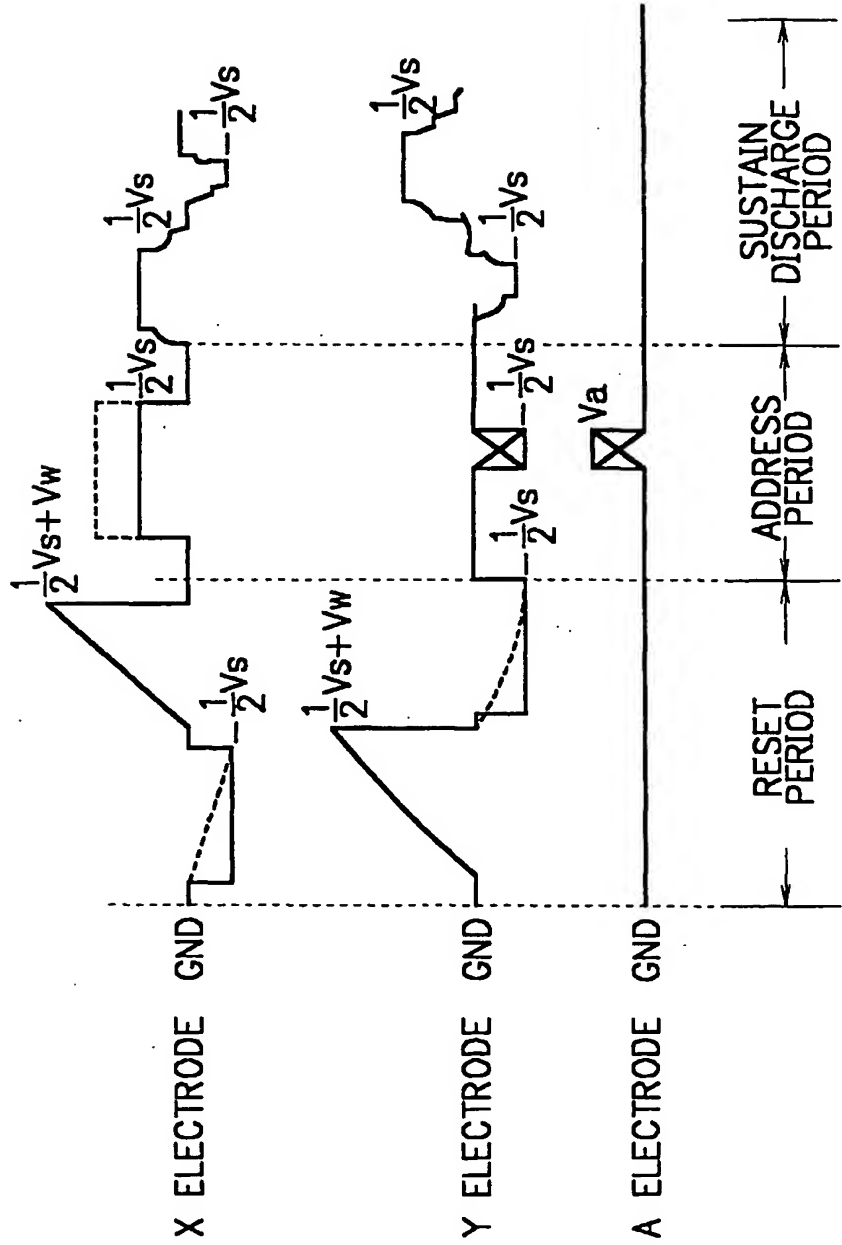 X ELECTRODE GND
-1/2Vs
1/2Vs+Vw
1/2Vs
1/2Vs
-1/2Vs
Y ELECTRODE GND
1/2Vs+Vw
-1/2Vs
-1/2Vs
-1/2Vs
1/2Vs
A ELECTRODE GND
Va
RESET
PERIOD
ADDRESS
PERIOD
SUSTAIN
DISCHARGE
PERIOD